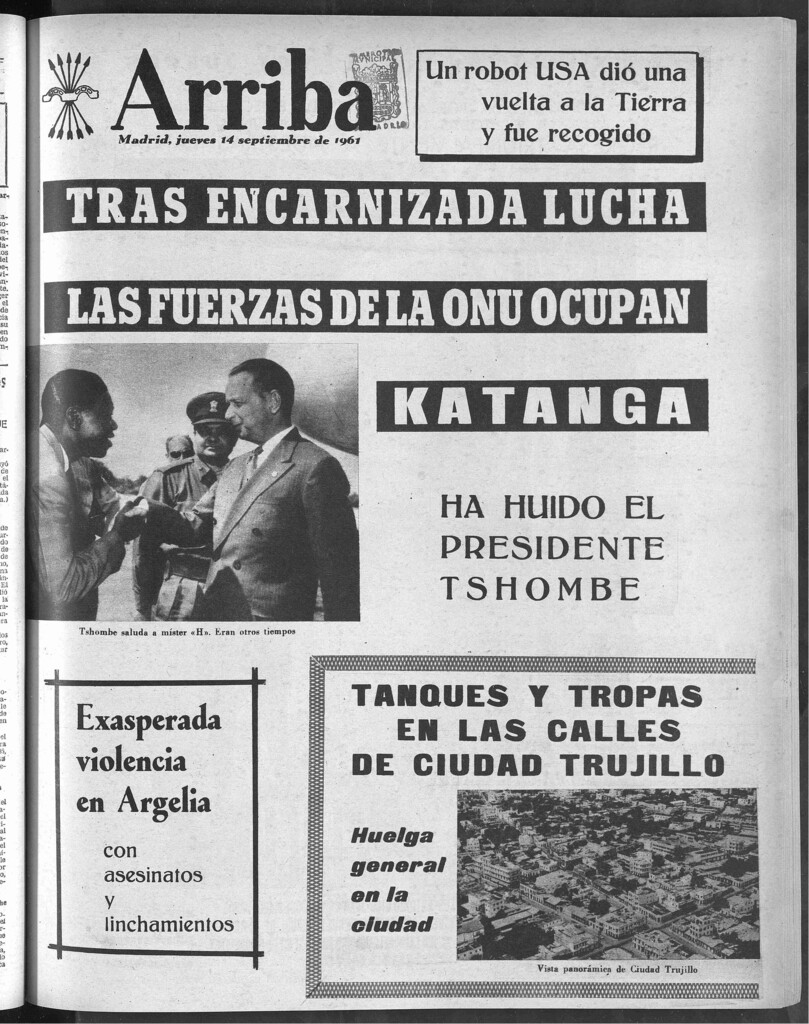 Arriba
Madrid, jueves 14 septiembre de 1961
Un robot USA dió una
vuelta a la Tierra
y fue recogido
TRAS ENCARNIZADA LUCHA
LAS FUERZAS DE LA ONU OCUPAN
KATANGA
HA HUIDO EL
PRESIDENTE
TSHOMBE
Tshombe saluda a míster «H». Eran otros tiempos
Exasperada
violencia
en Argelia
con
asesinatos
y
linchamientos
TANQUES Y TROPAS
EN LAS CALLES
DE CIUDAD TRUJILLO
Huelga
general
en la
ciudad
Vista panorámica de Ciudad Trujillo